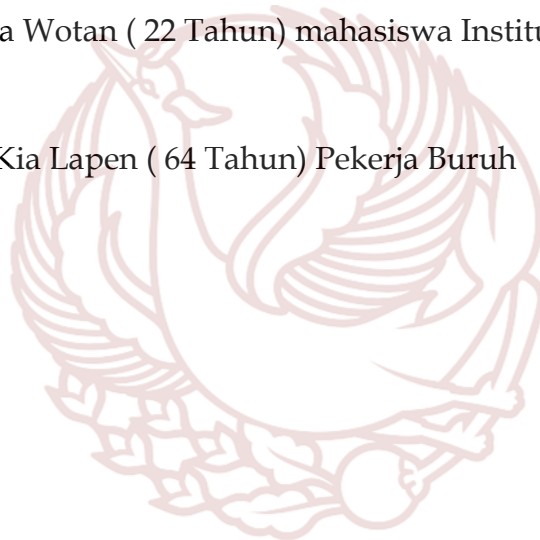 a Wotan ( 22 Tahun) mahasiswa Institu
Kia Lapen ( 64 Tahun) Pekerja Buruh